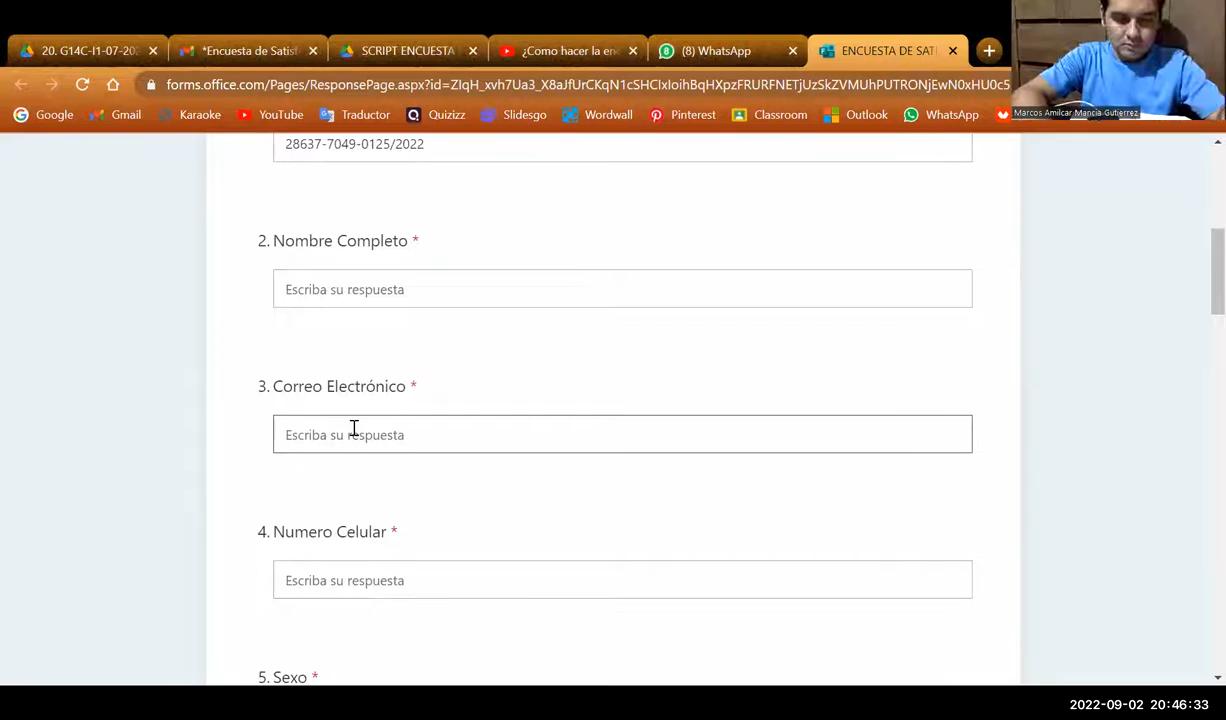 20. G14C-I1-07-202
*Encuesta de Satisf
SCRIPT ENCUESTA
¿Como hacer la en
(8) WhatsApp
ENCUESTA DE SATI
forms.office.com/Pages/ResponsePage.aspx?id=ZIqH_xvh7Ua3_X8aJfUrCKqN1cSHCIxIoihBqHXpzFRURFNETjUzSkZVMUhPUTRONjEwN0xHU0c5
Marcos Amilcar Mancia Gutierrez
Google
Gmail
Karaoke
YouTube
Traductor
Quizizz
Slidesgo
Wordwall
Pinterest
Classroom
Outlook
WhatsApp
28637-7049-0125/2022
2. Nombre Completo *
Escriba su respuesta
3. Correo Electrónico *
Escriba su respuesta
4. Numero Celular *
Escriba su respuesta
5. Sexo *
2022-09-02 20:46:33